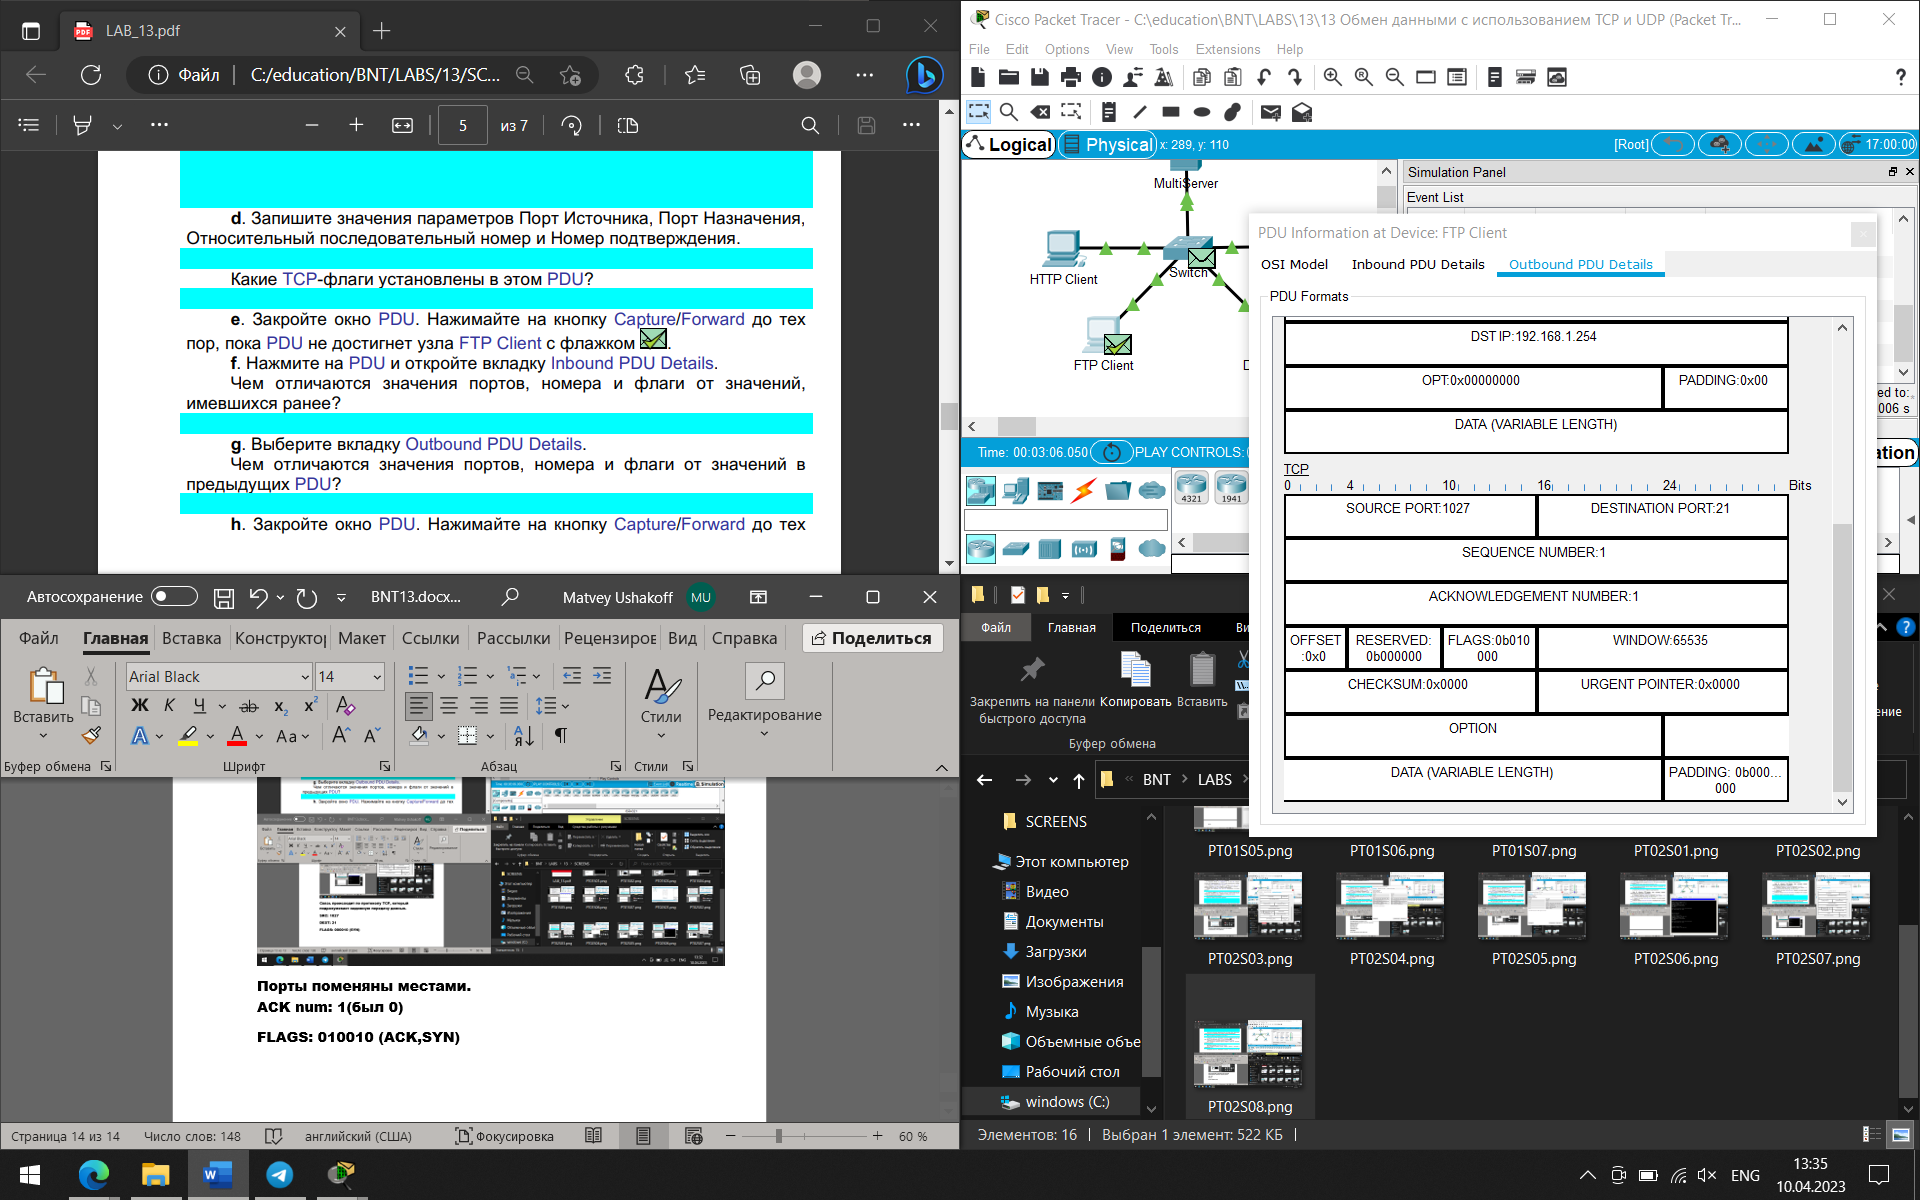 LAB_13.pdf
Файл
C:/education/BNT/LABS/13/SC...
5
из 7
d. Запишите значения параметров Порт Источника, Порт Назначения,
Относительный последовательный номер и Номер подтверждения.
Какие TCP-флаги установлены в этом PDU?
e. Закройте окно PDU. Нажимайте на кнопку Capture/Forward до тех
пор, пока PDU не достигнет узла FTP Client с флажком .
f. Нажмите на PDU и откройте вкладку Inbound PDU Details.
Чем отличаются значения портов, номера и флаги от значений,
имевшихся ранее?
g. Выберите вкладку Outbound PDU Details.
Чем отличаются значения портов, номера и флаги от значений в
предыдущих PDU?
h. Закройте окно PDU. Нажимайте на кнопку Capture/Forward до тех
Cisco Packet Tracer - C:\education\BNT\LABS\13\13 Обмен данными с использованием TCP и UDP (Packet Tr...
File Edit Options View Tools Extensions Help
Logical
Physical
x: 289, y: 110
[Root]
17:00:00
MultiServer
HTTP Client
Switch
FTP Client
D
Simulation Panel
Event List
ed to:
006 s
Time: 00:03:06.050
PLAY CONTROLS:
ation
4321
1941
PDU Information at Device: FTP Client
OSI Model
Inbound PDU Details
Outbound PDU Details
PDU Formats
DST IP:192.168.1.254
OPT:0x00000000
PADDING:0x00
DATA (VARIABLE LENGTH)
TCP
0 4 10 16 24 Bits
SOURCE PORT:1027
DESTINATION PORT:21
SEQUENCE NUMBER:1
ACKNOWLEDGEMENT NUMBER:1
OFFSET
:0x0
RESERVED:
0b000000
FLAGS:0b010
000
WINDOW:65535
CHECKSUM:0x0000
URGENT POINTER:0x0000
OPTION
DATA (VARIABLE LENGTH)
PADDING: 0b000...
000
Автосохранение
BNT13.docx...
Matvey Ushakoff
MU
Файл Главная Вставка Конструктор Макет Ссылки Рассылки Рецензиров Вид Справка
Поделиться
Вставить
Буфер обмена
Arial Black
14
Ж К Ч ab x₂ x²
Шрифт
Абзац
Стили
Стили
Редактирование
Порты поменяны местами.
ACK num: 1(был 0)
FLAGS: 010010 (ACK,SYN)
Страница 14 из 14
Число слов: 148
английский (США)
Фокусировка
60 %
Файл
Главная
Поделиться
Ви
Закрепить на панели
быстрого доступа
Копировать
Вставить
Буфер обмена
ение
BNT
LABS
SCREENS
Этот компьютер
Видео
Документы
Загрузки
Изображения
Музыка
Объемные объе
Рабочий стол
windows (C:)
PT01S05.png
PT01S06.png
PT01S07.png
PT02S01.png
PT02S02.png
PT02S03.png
PT02S04.png
PT02S05.png
PT02S06.png
PT02S07.png
PT02S08.png
Элементов: 16
Выбран 1 элемент: 522 КБ
ENG
13:35
10.04.2023